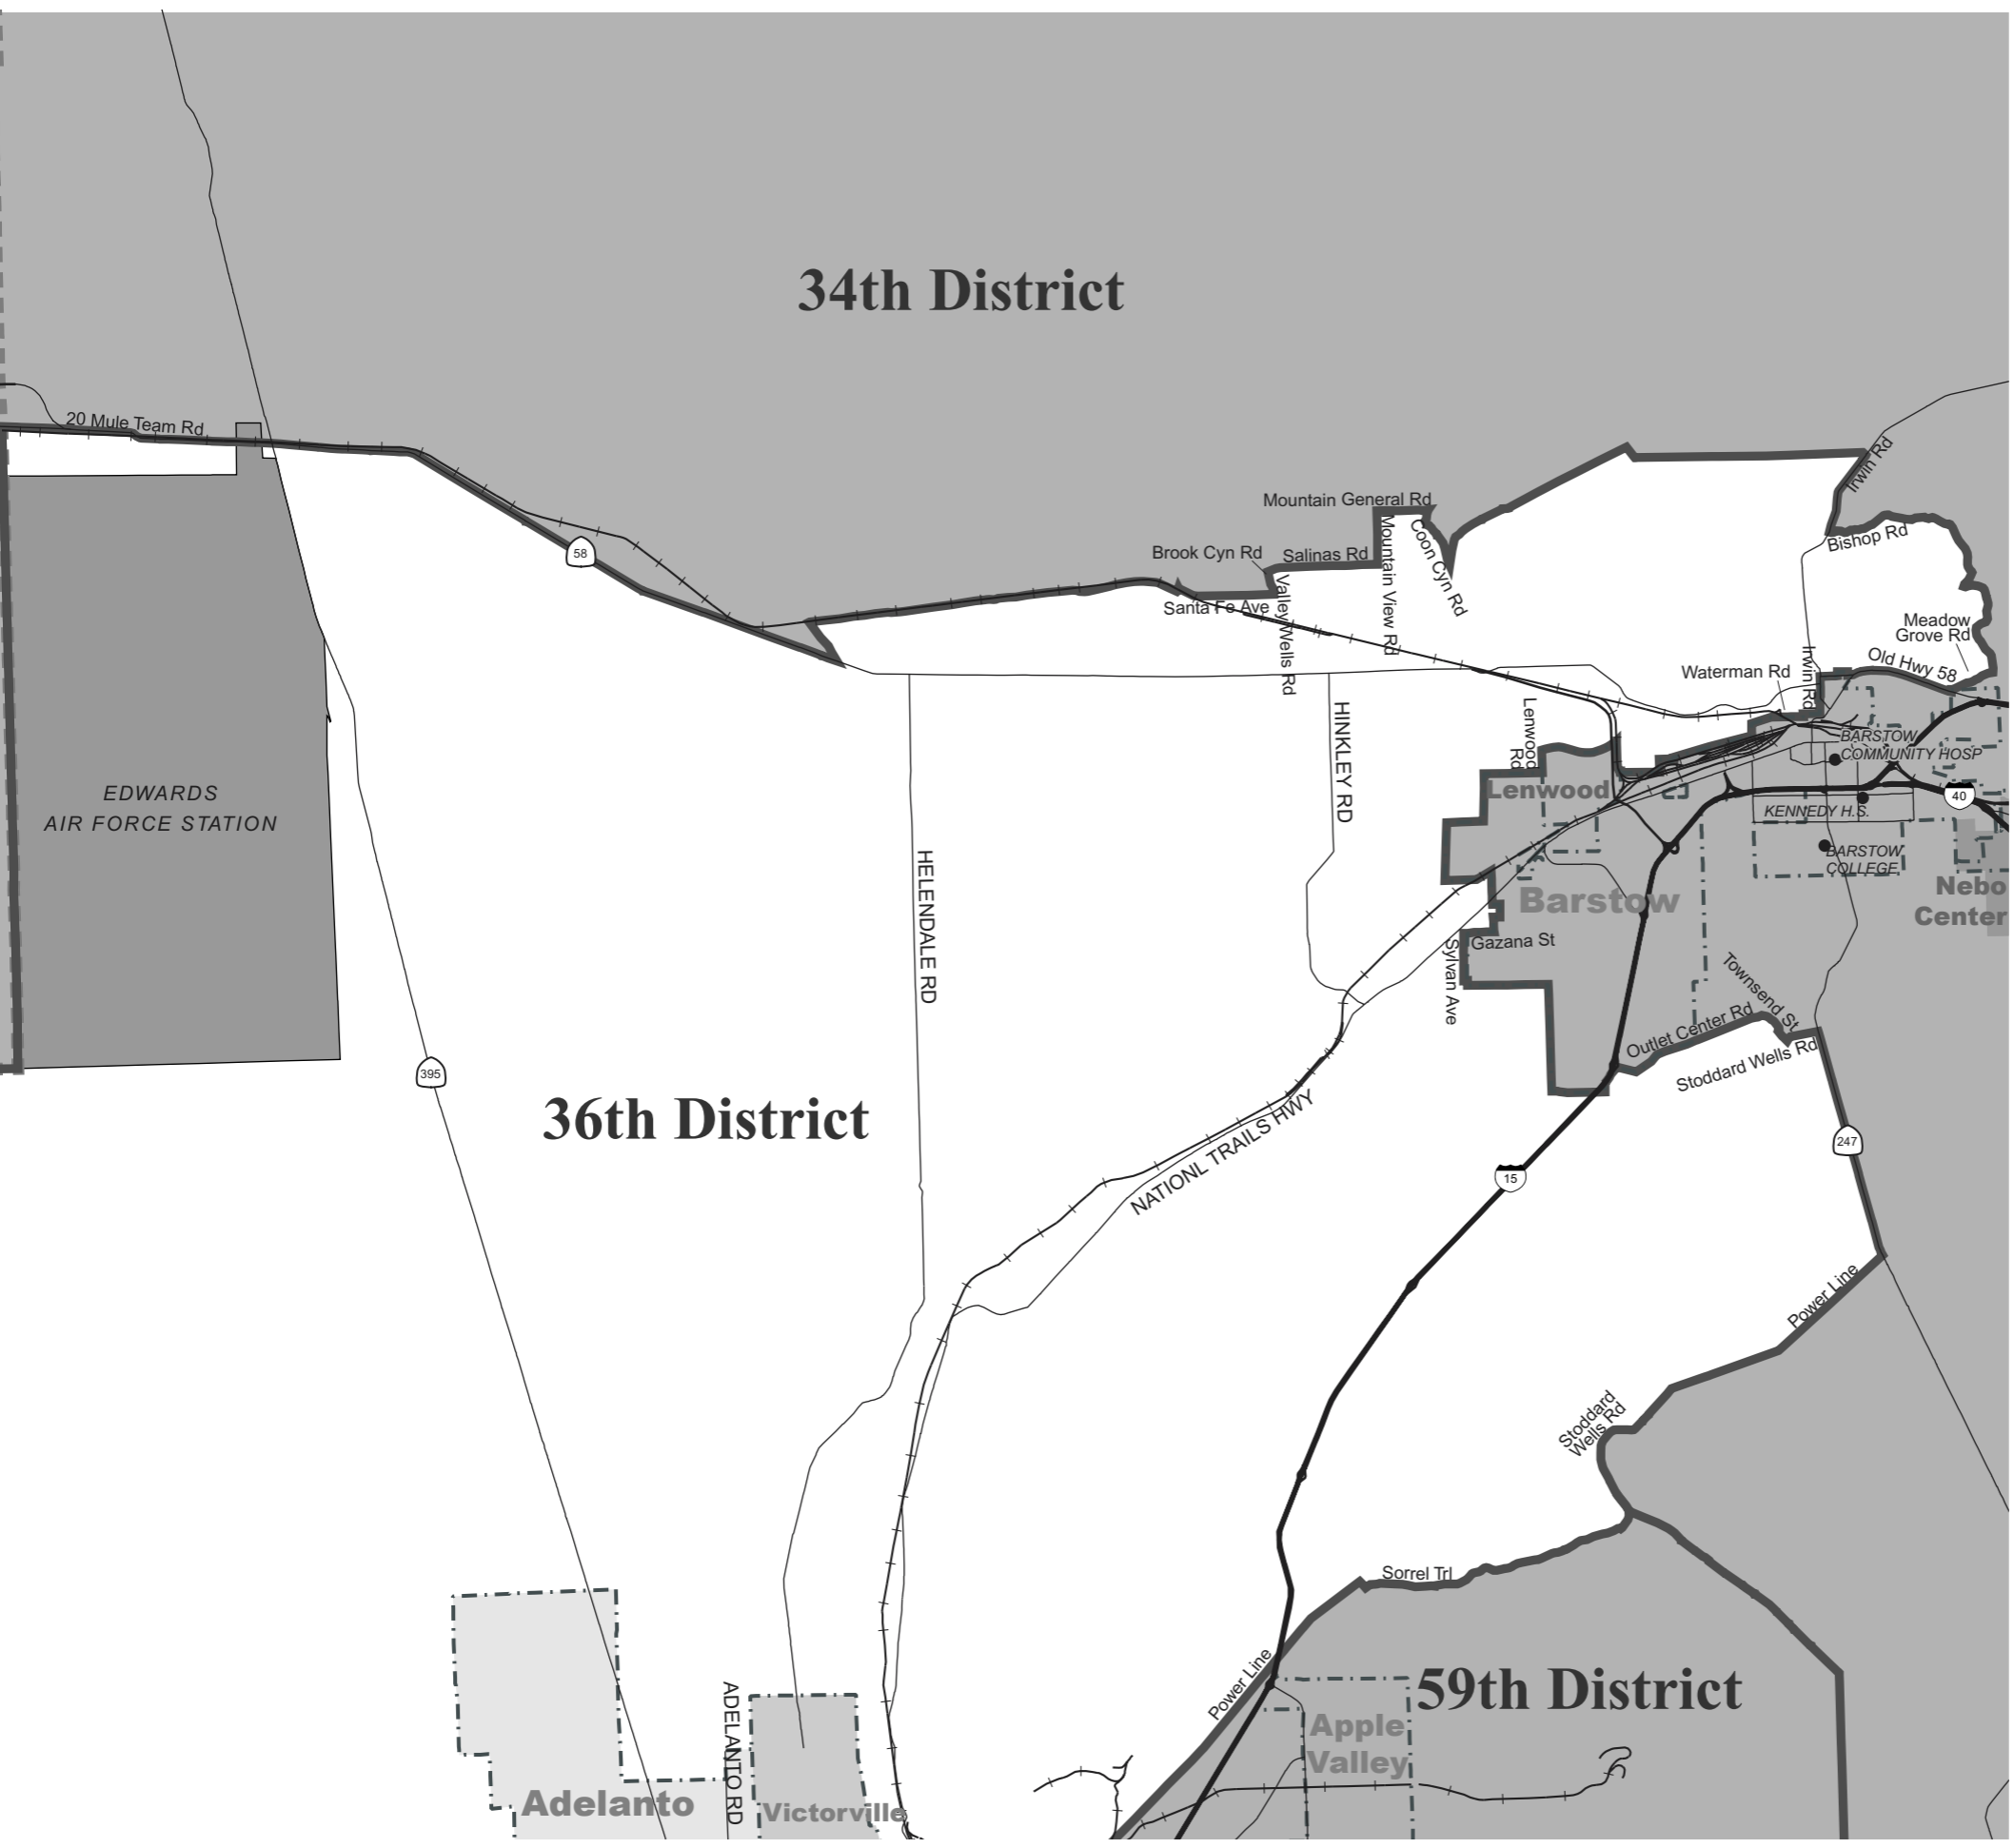 34th District
20 Mule Team Rd
Irwin Rd
Mountain General Rd
Bishop Rd
58
Brook Cyn Rd
Salinas Rd
Mountain View Rd
Coon Cyn Rd
Santa Fe Ave
Valley Wells Rd
Meadow
Grove Rd
Old Hwy 58
Waterman Rd
Irwin Rd
HINKLEY RD
Lenwood
Rd
BARSTOW
COMMUNITY HOSP
Lenwood
40
KENNEDY H.S.
EDWARDS
AIR FORCE STATION
BARSTOW
COLLEGE
HELENDALE RD
Barstow
Nebo
Center
Gazana St
Sylvan Ave
Townsend St
Outlet Center Rd
Stoddard Wells Rd
395
36th District
NATIONL TRAILS HWY
247
15
Power Line
Stoddard
Wells Rd
Sorrel Trl
Power Line
59th District
ADELANTO RD
Apple
Valley
Adelanto
Victorville